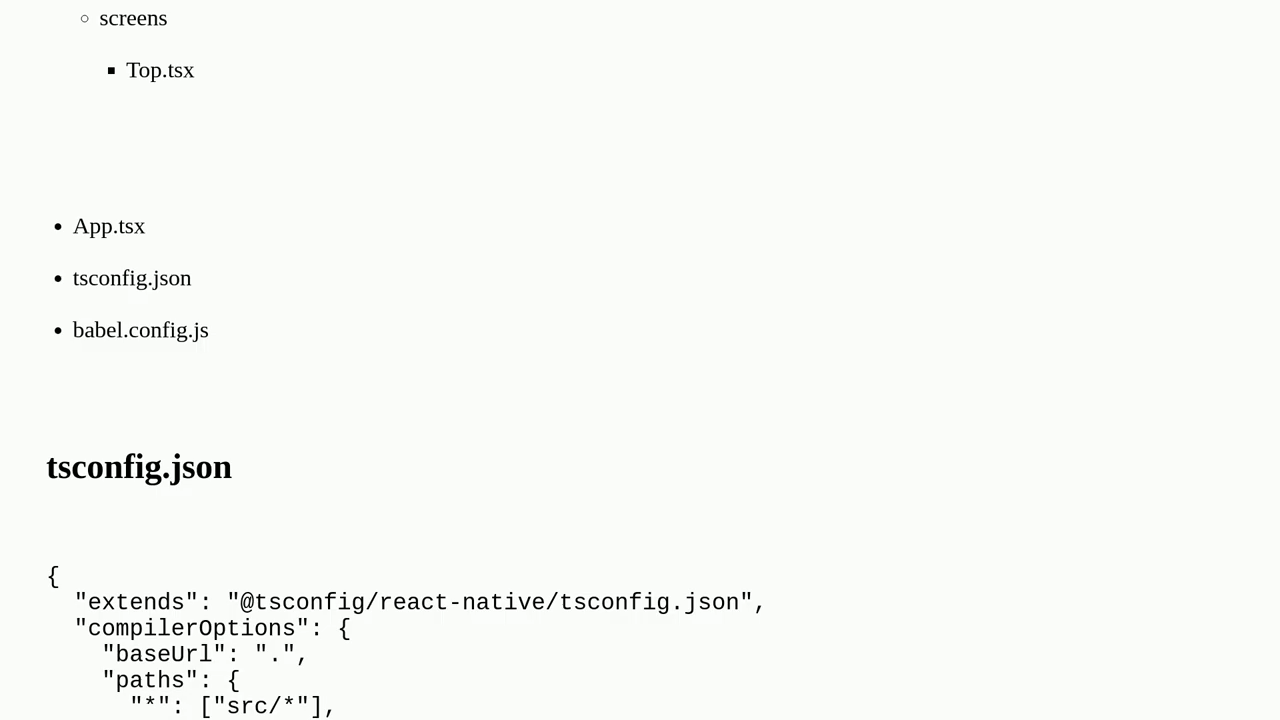 screens
Top.tsx
App.tsx
tsconfig.json
babel.config.js
tsconfig.json
{
  "extends": "@tsconfig/react-native/tsconfig.json",
  "compilerOptions": {
    "baseUrl": ".",
    "paths": {
      "*": ["src/*"],